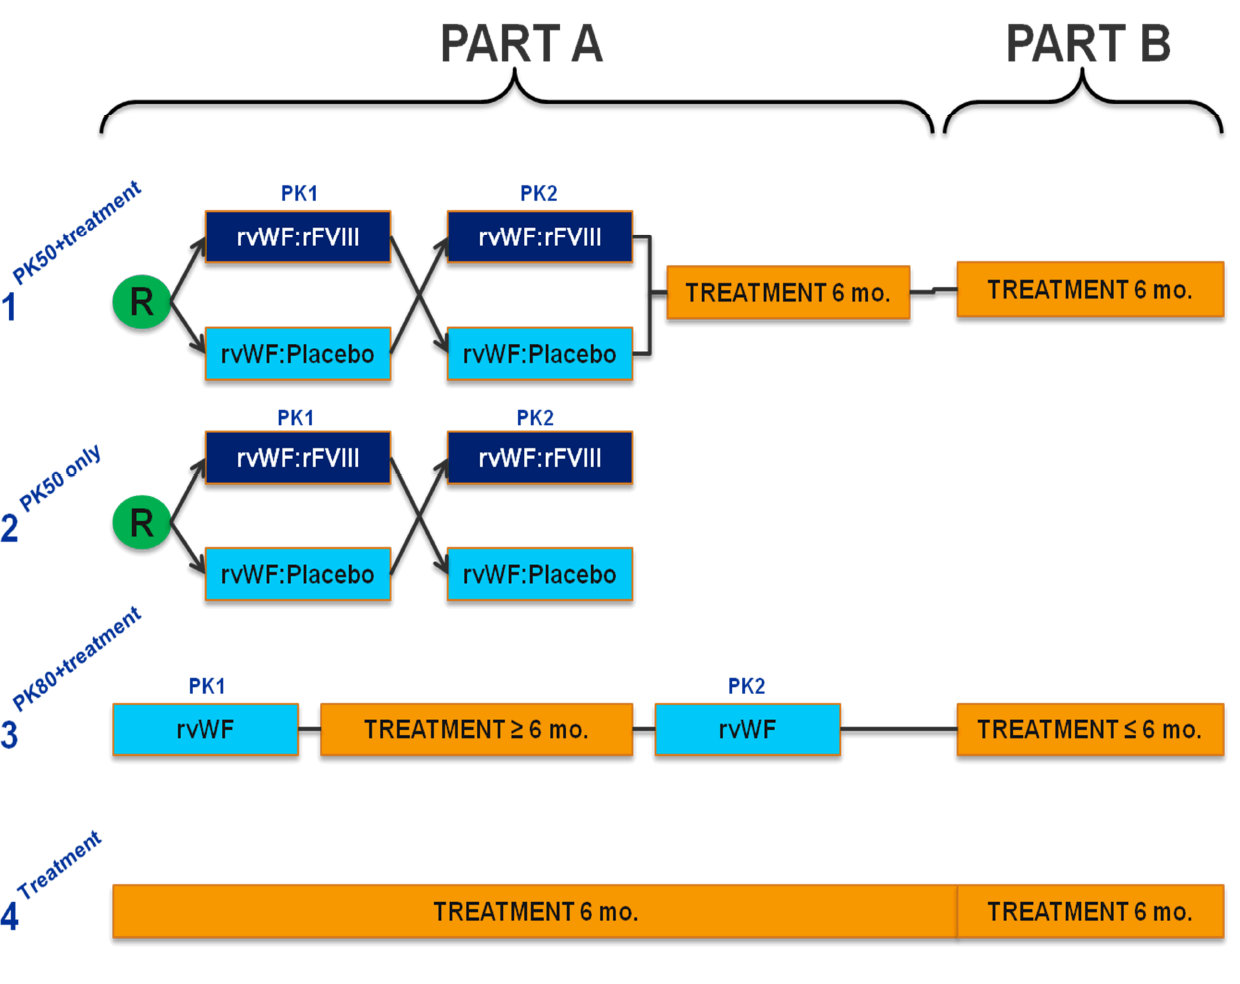 PART A
PART B
1 PK50+treatment
PK1
PK2
rvWF:rFVIII
rvWF:rFVIII
R
TREATMENT 6 mo.
TREATMENT 6 mo.
rvWF:Placebo
rvWF:Placebo
2 PK50 only
PK1
PK2
rvWF:rFVIII
rvWF:rFVIII
R
rvWF:Placebo
rvWF:Placebo
3 PK80+treatment
PK1
PK2
rvWF
TREATMENT ≥ 6 mo.
rvWF
TREATMENT ≤ 6 mo.
4 Treatment
TREATMENT 6 mo.
TREATMENT 6 mo.